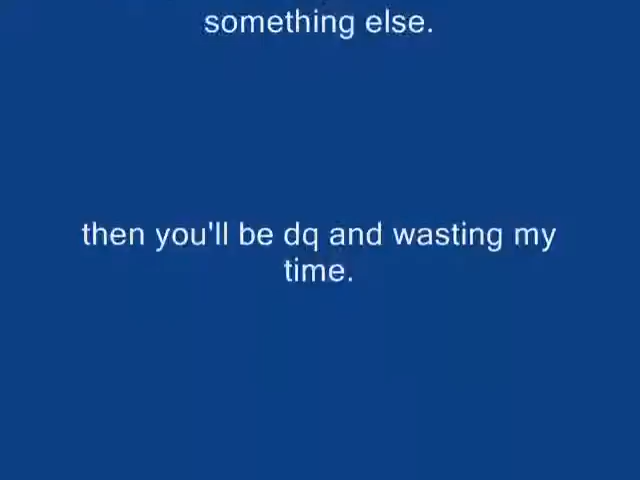 something else.
then you'll be dq and wasting my
time.